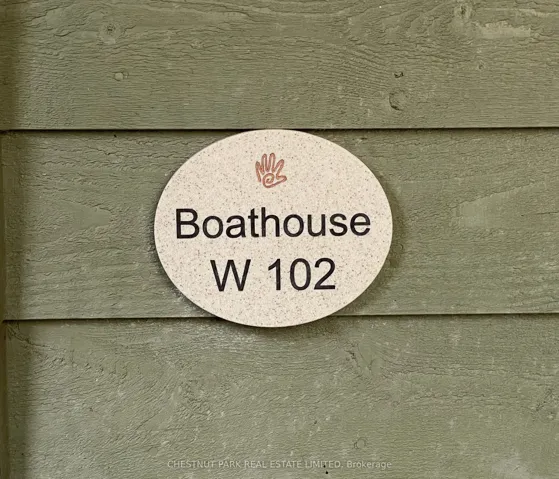 Boathouse
W 102
CHESTNUT PARK REAL ESTATE LIMITED, Brokerage